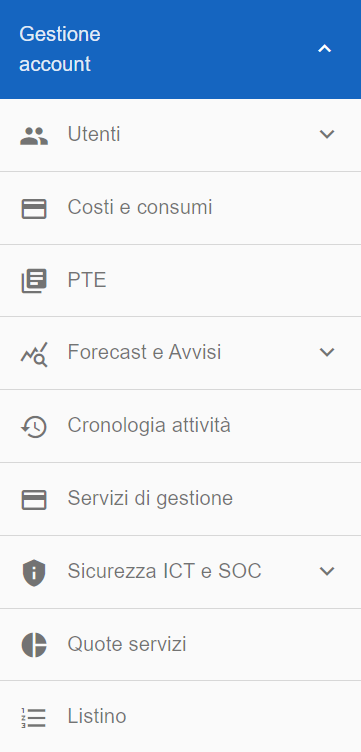 Gestione
account
Utenti
Costi e consumi
PTE
Forecast e Avvisi
Cronologia attività
Servizi di gestione
Sicurezza ICT e SOC
Quote servizi
Listino